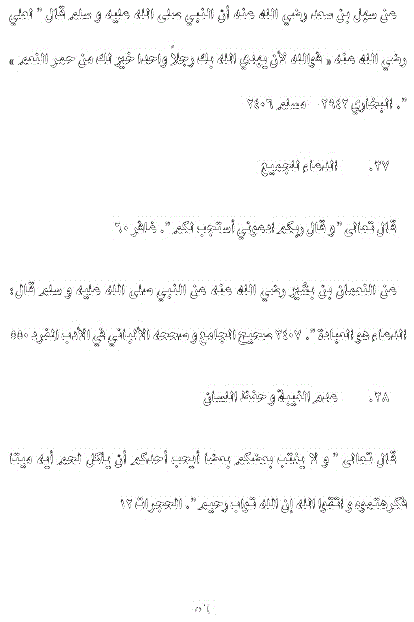 عن سهل بن سعد رضي الله عنه أن النبي صلى الله عليه و سلم قال " لعلي
رضي الله عنه « فوالله لأن يهدي الله بك رجلاً واحدا خير لك من حمر النعم »
". البخاري ٢٩٤٢ – مسلم ٢٤٠٦
٢٧. الدعاء للجميع
قال تعالى " و قال ربكم ادعوني أستجب لكم ". غافر ٦٠
عن النعمان بن بشير رضي الله عنه عن النبي صلى الله عليه و سلم قال:
الدعاء هو العبادة ". ٣٤٠٧ صحيح الجامع و صححه الألباني في الأدب المفرد ٥٥٠
٢٨. عدم الغيبة و حفظ اللسان
قال تعالى " و لا يغتب بعضكم بعضا أيحب أحدكم أن يأكل لحم أخيه ميتا
فكرهتموه و اتقوا الله إن الله تواب رحيم ". الحجرات ١٢